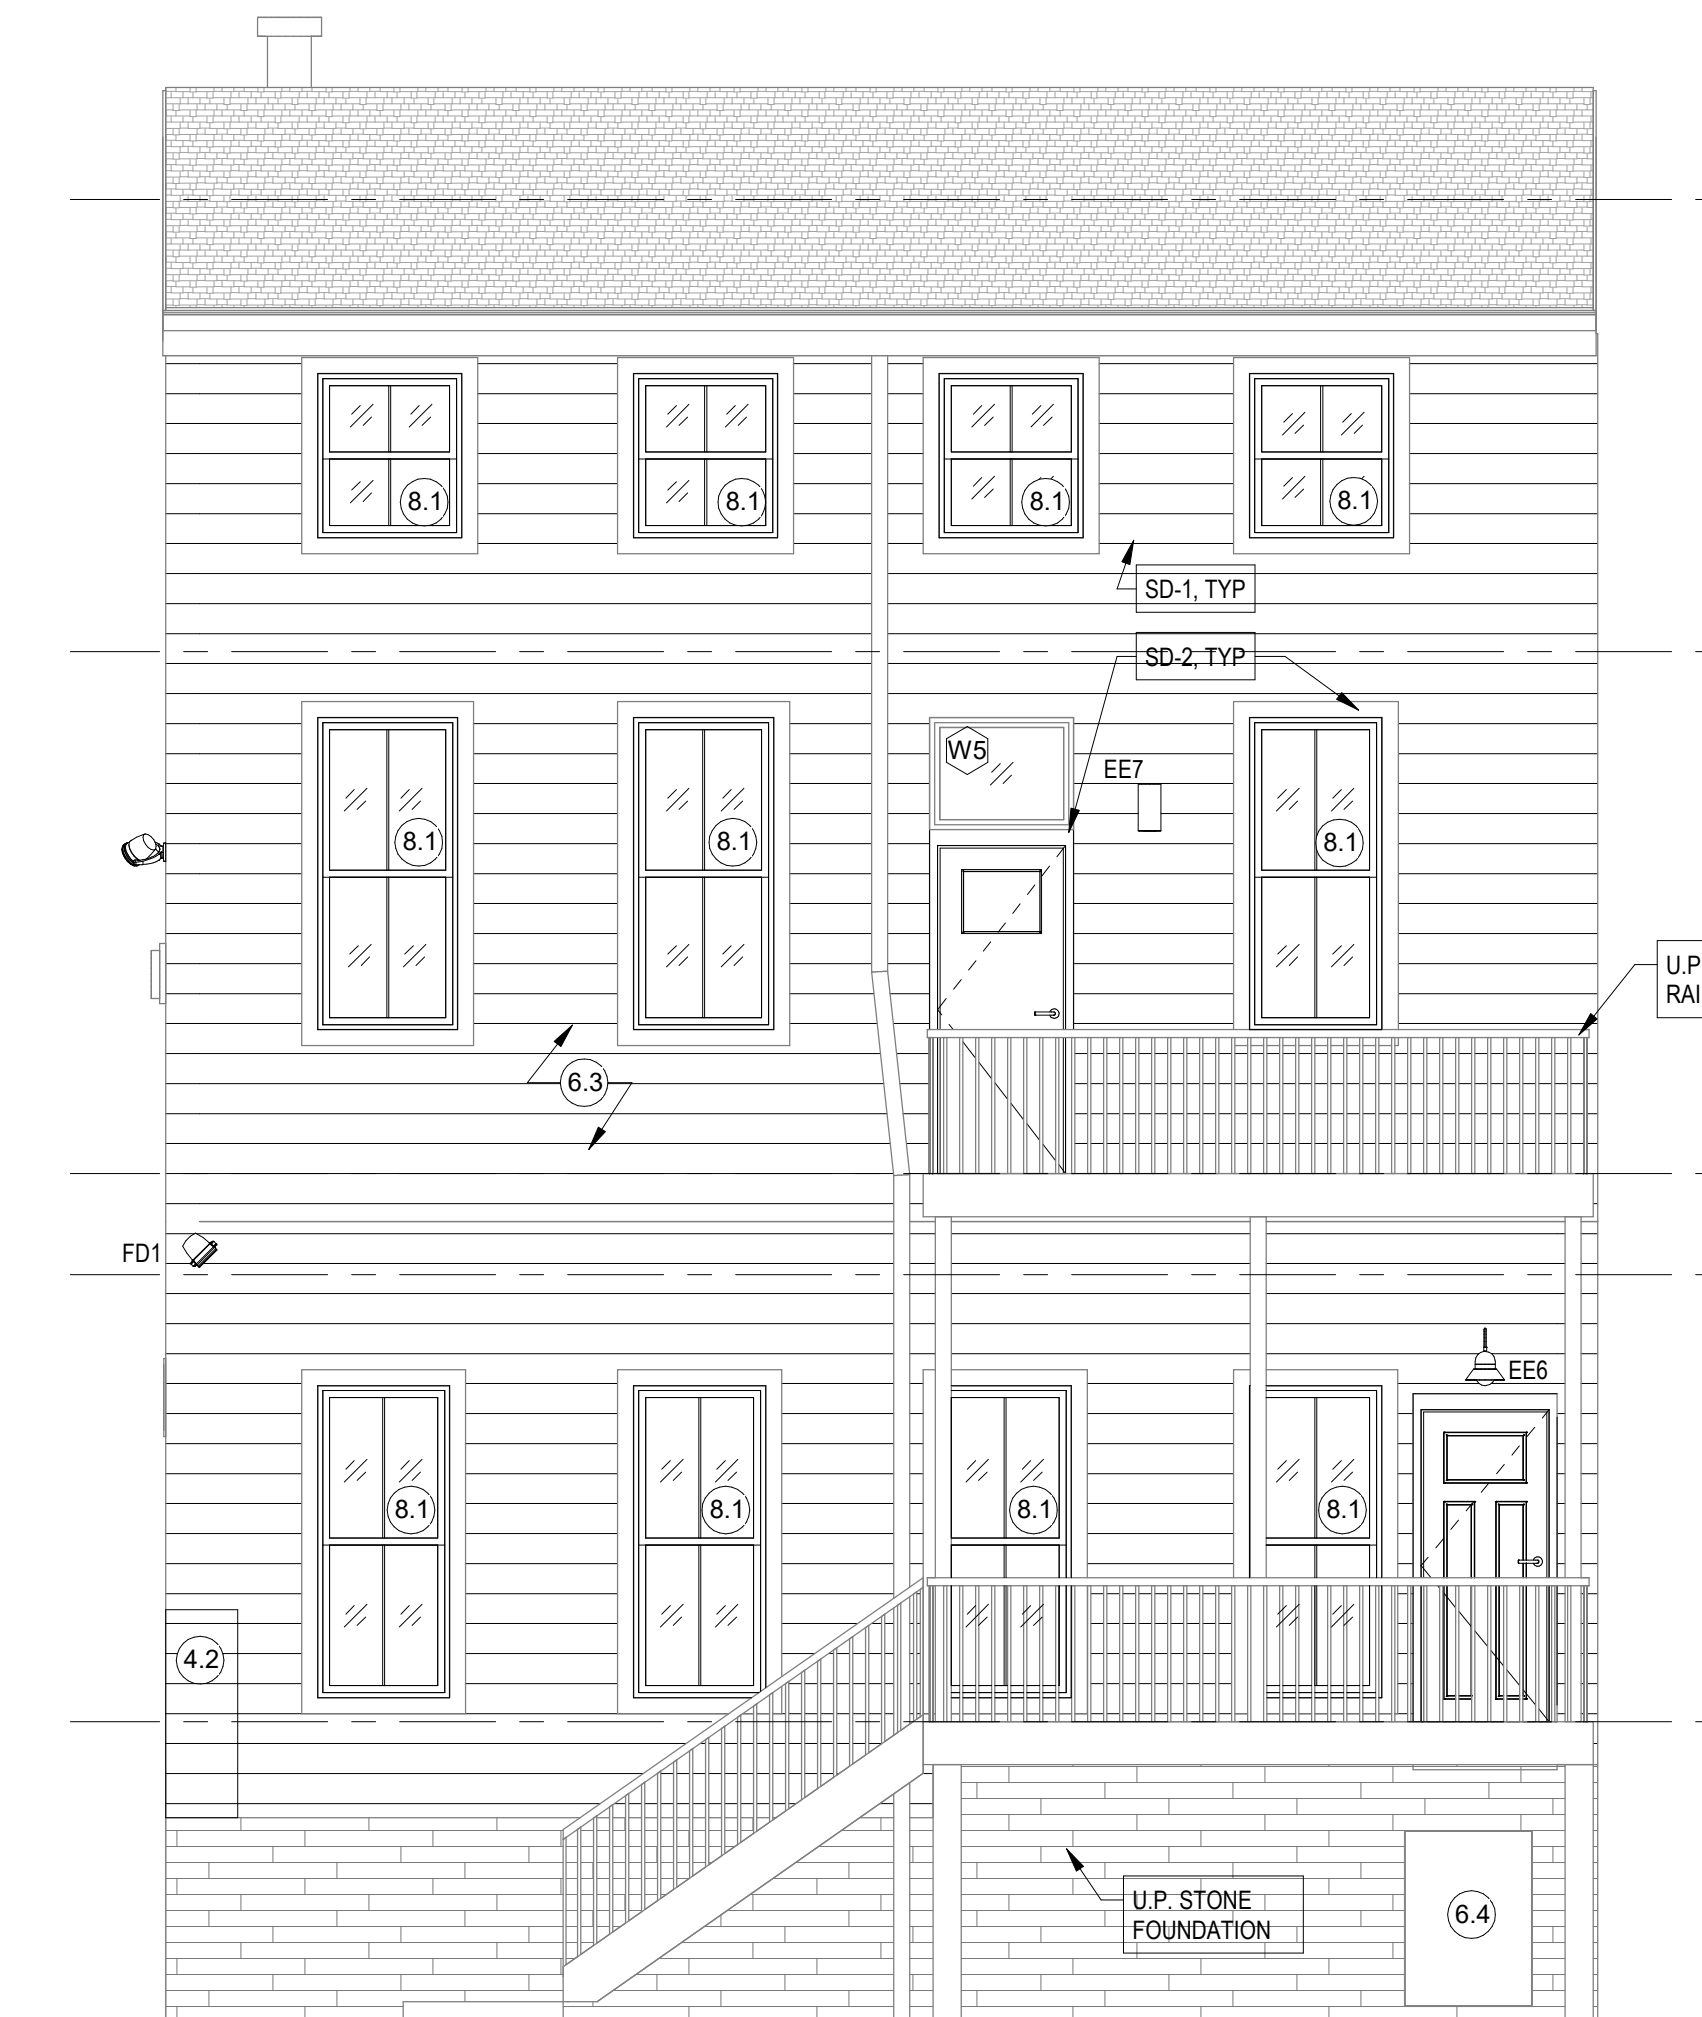 8.1
8.1
8.1
8.1
SD-1, TYP
SD-2, TYP
W5
EE7
8.1
8.1
8.1
U.P
RAI
6.3
FD1
EE6
8.1
8.1
8.1
8.1
4.2
U.P. STONE
FOUNDATION
6.4